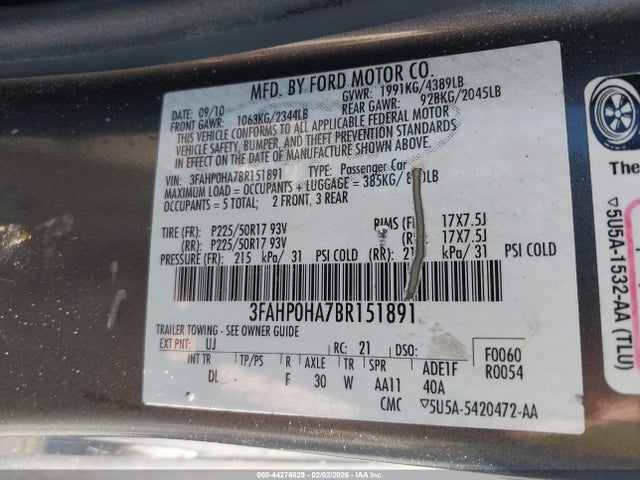 MFD. BY FORD MOTOR CO.
DATE: 09/10 GVWR: 1991KG/4389LB
FRONT GAWR: 1063KG/2344LB REAR GAWR: 928KG/2045LB
THIS VEHICLE CONFORMS TO ALL APPLICABLE FEDERAL MOTOR
VEHICLE SAFETY, BUMPER, AND THEFT PREVENTION STANDARDS
IN EFFECT ON THE DATE OF MANUFACTURE SHOWN ABOVE.
VIN: 3FAHP0HA7BR151891 TYPE: Passenger Car
MAXIMUM LOAD = OCCUPANTS + LUGGAGE = 385KG/
OCCUPANTS = 5 TOTAL: 2 FRONT, 3 REAR
TIRE (FR): P225/50R17 93V RIMS 17X7.5J
(RR): P225/50R17 93V (RR): 17X7.5J
PRESSURE (FR): 215 kPa/ 31 PSI COLD (RR): kPa/ 31 PSI COLD
3FAHP0HA7BR151891
TRAILER TOWING - SEE OWNER GUIDE
EXT PNT: UJ RC: 21 DSO: F0060
R0054
INT TR TP/PS R AXLE TR SPR ADE1F
DL F 30 W AA11 40A
CMC ▽5U5A-5420472-AA
The
▽5U5A-1532-AA (TLU)
000-44276829 - 02/02/2026 - IAA Inc.